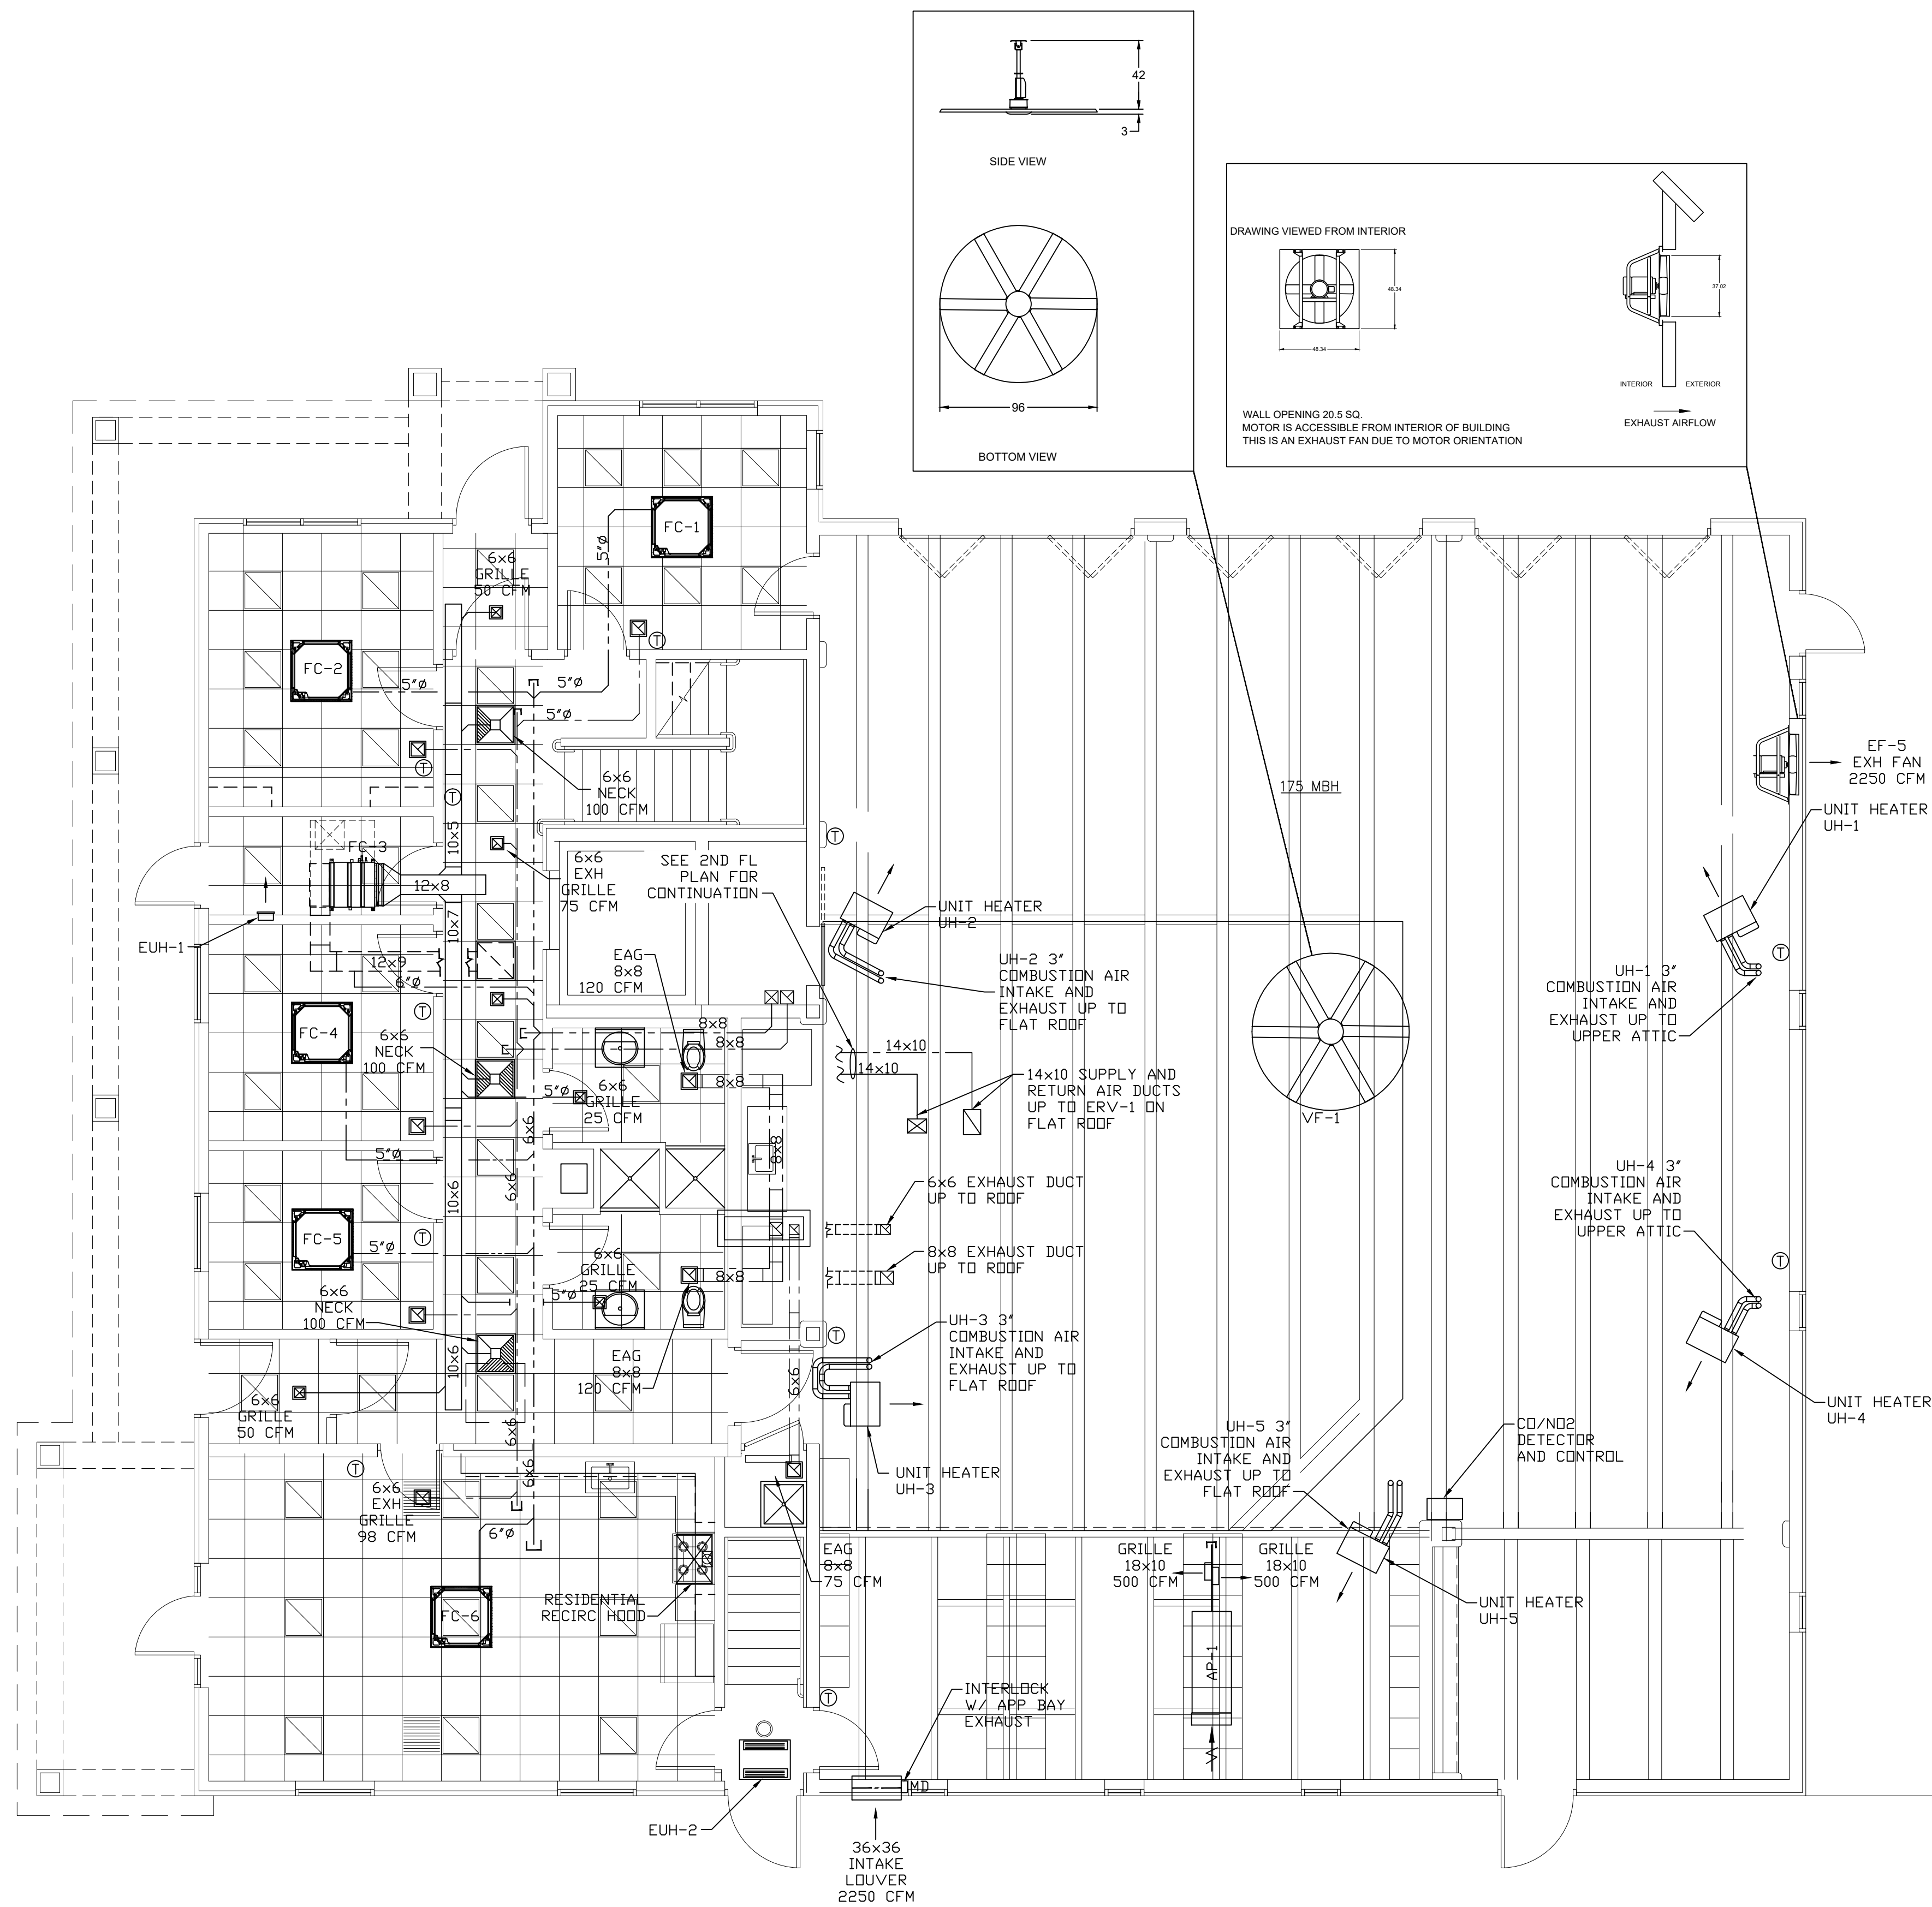 42
3
SIDE VIEW
96
BOTTOM VIEW
DRAWING VIEWED FROM INTERIOR
48.34
48.34
37.02
INTERIOR
EXTERIOR
EXHAUST AIRFLOW
WALL OPENING 20.5 SQ.
MOTOR IS ACCESSIBLE FROM INTERIOR OF BUILDING
THIS IS AN EXHAUST FAN DUE TO MOTOR ORIENTATION
FC-1
5"ø
6x6
GRILLE
50 CFM
T
FC-2
5"ø
5"ø
5"ø
T
T
6x6
NECK
100 CFM
10x5
FC-3
12x8
6x6
EXH
GRILLE
75 CFM
SEE 2ND FL
PLAN FOR
CONTINUATION
T
175 MBH
EF-5
EXH FAN
2250 CFM
UNIT HEATER
UH-1
UNIT HEATER
UH-2
EUH-1
10x7
12x9
6"ø
EAG
8x8
120 CFM
UH-2 3"
COMBUSTION AIR
INTAKE AND
EXHAUST UP TO
FLAT ROOF
UH-1 3"
COMBUSTION AIR
INTAKE AND
EXHAUST UP TO
UPPER ATTIC
T
FC-4
T
6x6
NECK
100 CFM
8x8
8x8
8x8
14x10
14x10
14x10 SUPPLY AND
RETURN AIR DUCTS
UP TO ERV-1 ON
FLAT ROOF
VF-1
5"ø
6x6
GRILLE
25 CFM
6x6
8x8
5"ø
10x6
6x6
6x6 EXHAUST DUCT
UP TO ROOF
UH-4 3"
COMBUSTION AIR
INTAKE AND
EXHAUST UP TO
UPPER ATTIC
T
FC-5
T
5"ø
6x6
GRILLE
25 CFM
8x8
8x8 EXHAUST DUCT
UP TO ROOF
5"ø
6x6
NECK
100 CFM
T
UH-3 3"
COMBUSTION AIR
INTAKE AND
EXHAUST UP TO
FLAT ROOF
10x6
EAG
8x8
120 CFM
6x6
6x6
GRILLE
50 CFM
UNIT HEATER
UH-4
6x6
UH-5 3"
COMBUSTION AIR
INTAKE AND
EXHAUST UP TO
FLAT ROOF
CO/NO2
DETECTOR
AND CONTROL
T
6x6
UNIT HEATER
UH-3
6x6
EXH
GRILLE
98 CFM
6"ø
EAG
8x8
75 CFM
GRILLE
18x10
500 CFM
GRILLE
18x10
500 CFM
RESIDENTIAL
RECIRC HOOD
FC-6
UNIT HEATER
UH-5
AP-1
T
INTERLOCK
W/ APP BAY
EXHAUST
MD
EUH-2
36x36
INTAKE
LOUVER
2250 CFM